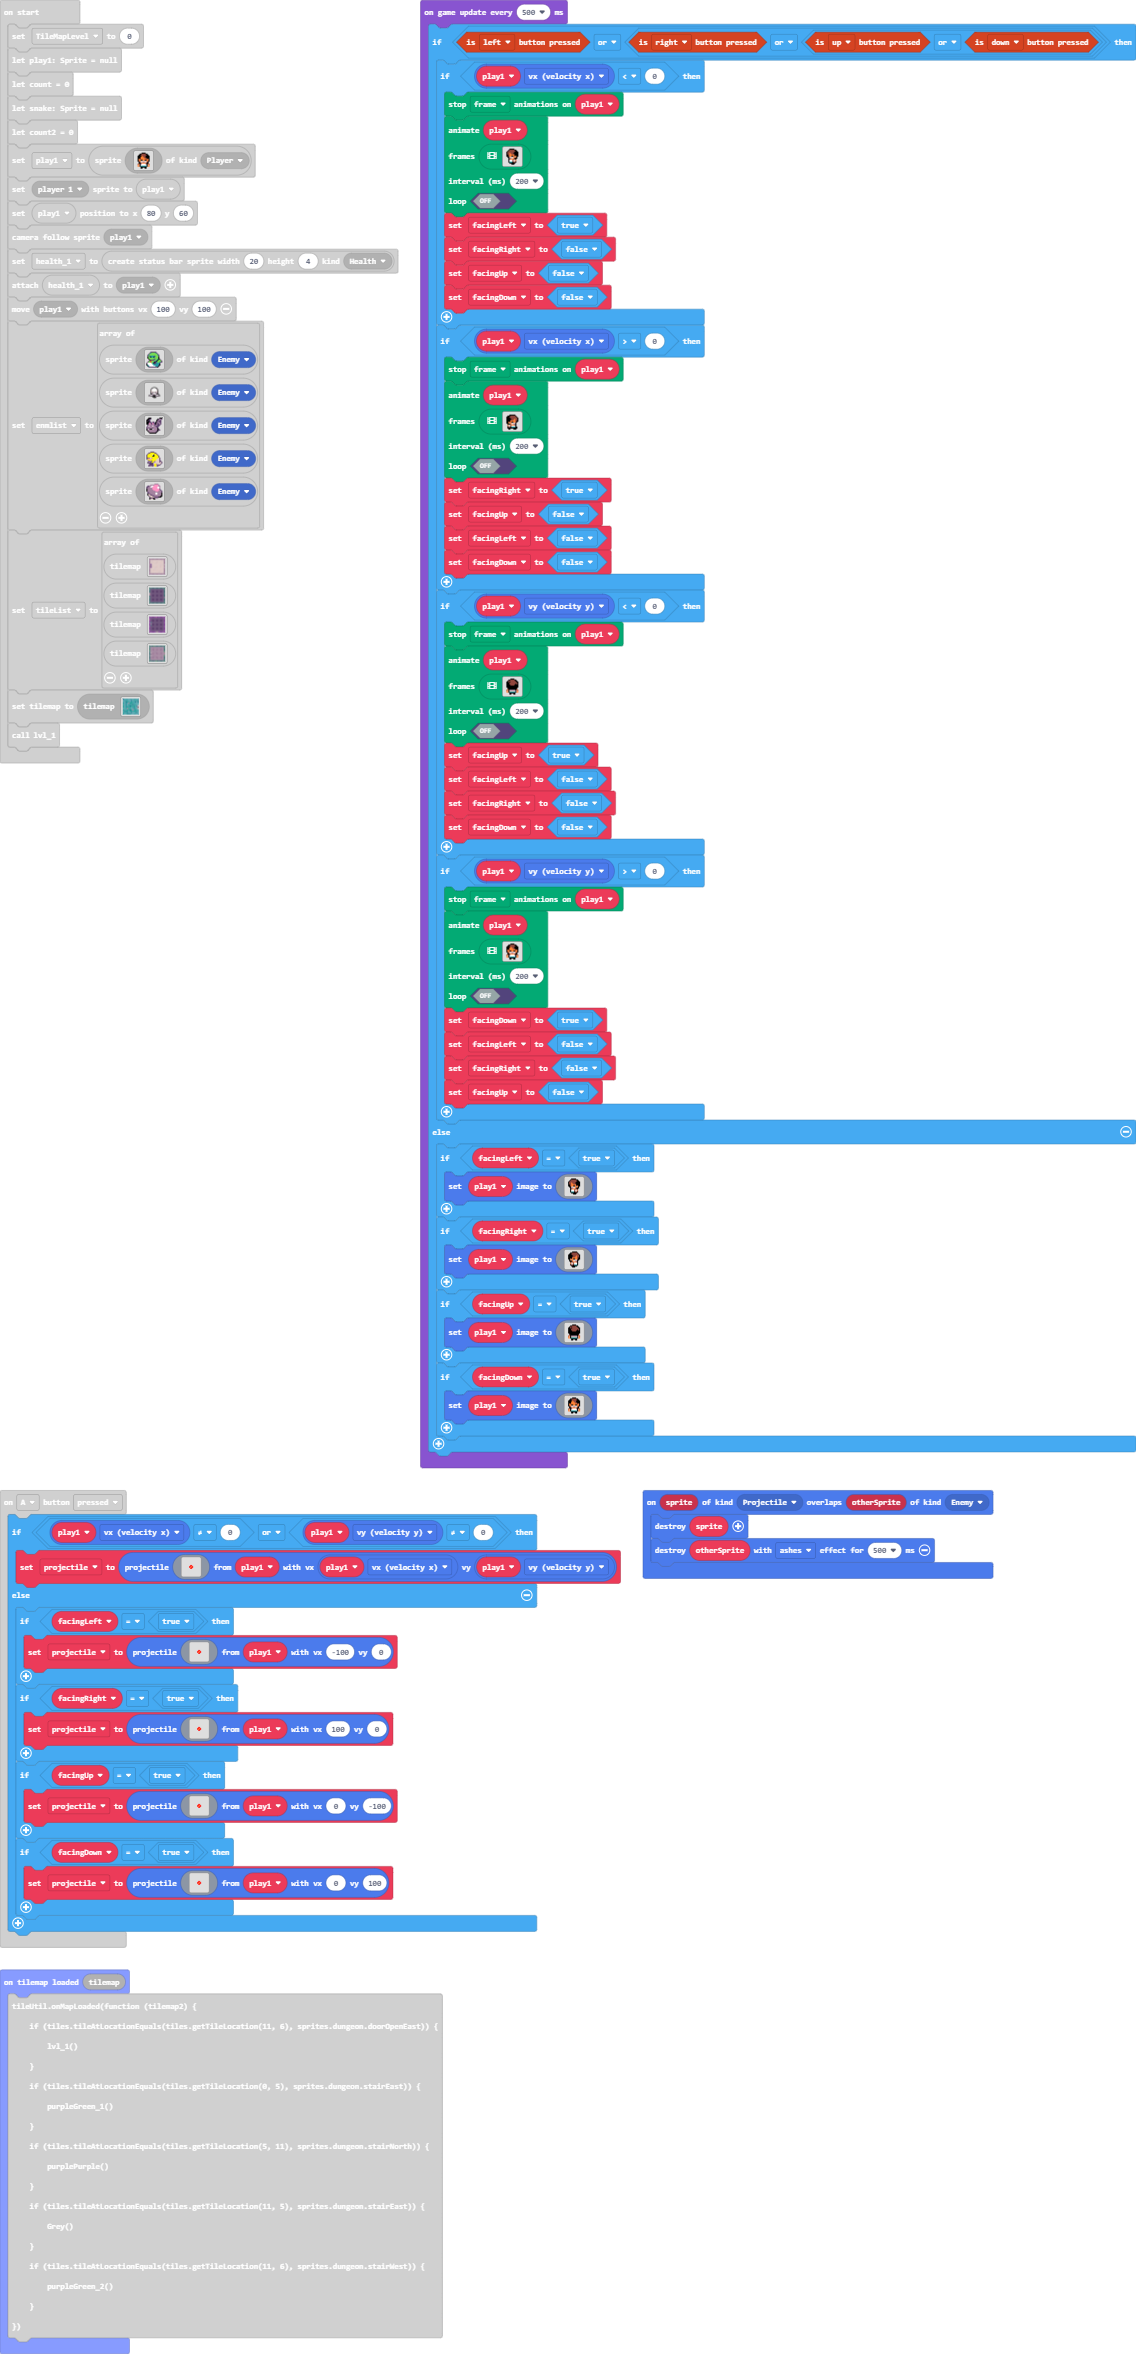 on start
set TileMapLevel to 0
let play1: Sprite = null
let count = 0
let snake: Sprite = null
let count2 = 0
set play1 to sprite of kind Player
set player 1 sprite to play1
set play1 position to x 80 y 60
camera follow sprite play1
set health_1 to create status bar sprite width 20 height 4 kind Health
attach health_1 to play1
move play1 with buttons vx 100 vy 100
array of
sprite of kind Enemy
sprite of kind Enemy
set enmlist to sprite of kind Enemy
sprite of kind Enemy
sprite of kind Enemy
array of
tilemap
tilemap
set tileList to
tilemap
tilemap
set tilemap to tilemap
call lvl_1
on game update every 500 ms
if is left button pressed or is right button pressed or is up button pressed or is down button pressed then
if play1 vx (velocity x) < 0 then
stop frame animations on play1
animate play1
frames
interval (ms) 200
loop OFF
set facingLeft to true
set facingRight to false
set facingUp to false
set facingDown to false
if play1 vx (velocity x) > 0 then
stop frame animations on play1
animate play1
frames
interval (ms) 200
loop OFF
set facingRight to true
set facingUp to false
set facingLeft to false
set facingDown to false
if play1 vy (velocity y) < 0 then
stop frame animations on play1
animate play1
frames
interval (ms) 200
loop OFF
set facingUp to true
set facingLeft to false
set facingRight to false
set facingDown to false
if play1 vy (velocity y) > 0 then
stop frame animations on play1
animate play1
frames
interval (ms) 200
loop OFF
set facingDown to true
set facingLeft to false
set facingRight to false
set facingUp to false
else
if facingLeft = true then
set play1 image to
if facingRight = true then
set play1 image to
if facingUp = true then
set play1 image to
if facingDown = true then
set play1 image to
on A button pressed
if play1 vx (velocity x) ≠ 0 or play1 vy (velocity y) ≠ 0 then
set projectile to projectile from play1 with vx play1 vx (velocity x) vy play1 vy (velocity y)
else
if facingLeft = true then
set projectile to projectile from play1 with vx -100 vy 0
if facingRight = true then
set projectile to projectile from play1 with vx 100 vy 0
if facingUp = true then
set projectile to projectile from play1 with vx 0 vy -100
if facingDown = true then
set projectile to projectile from play1 with vx 0 vy 100
on sprite of kind Projectile overlaps otherSprite of kind Enemy
destroy sprite
destroy otherSprite with ashes effect for 500 ms
on tilemap loaded tilemap
tileUtil.onMapLoaded(function (tilemap2) {
if (tiles.tileAtLocationEquals(tiles.getTileLocation(11, 6), sprites.dungeon.doorOpenEast)) {
lvl_1()
}
if (tiles.tileAtLocationEquals(tiles.getTileLocation(0, 5), sprites.dungeon.stairEast)) {
purpleGreen_1()
}
if (tiles.tileAtLocationEquals(tiles.getTileLocation(5, 11), sprites.dungeon.stairNorth)) {
purplePurple()
}
if (tiles.tileAtLocationEquals(tiles.getTileLocation(11, 5), sprites.dungeon.stairEast)) {
Grey()
}
if (tiles.tileAtLocationEquals(tiles.getTileLocation(11, 6), sprites.dungeon.stairWest)) {
purpleGreen_2()
}
})